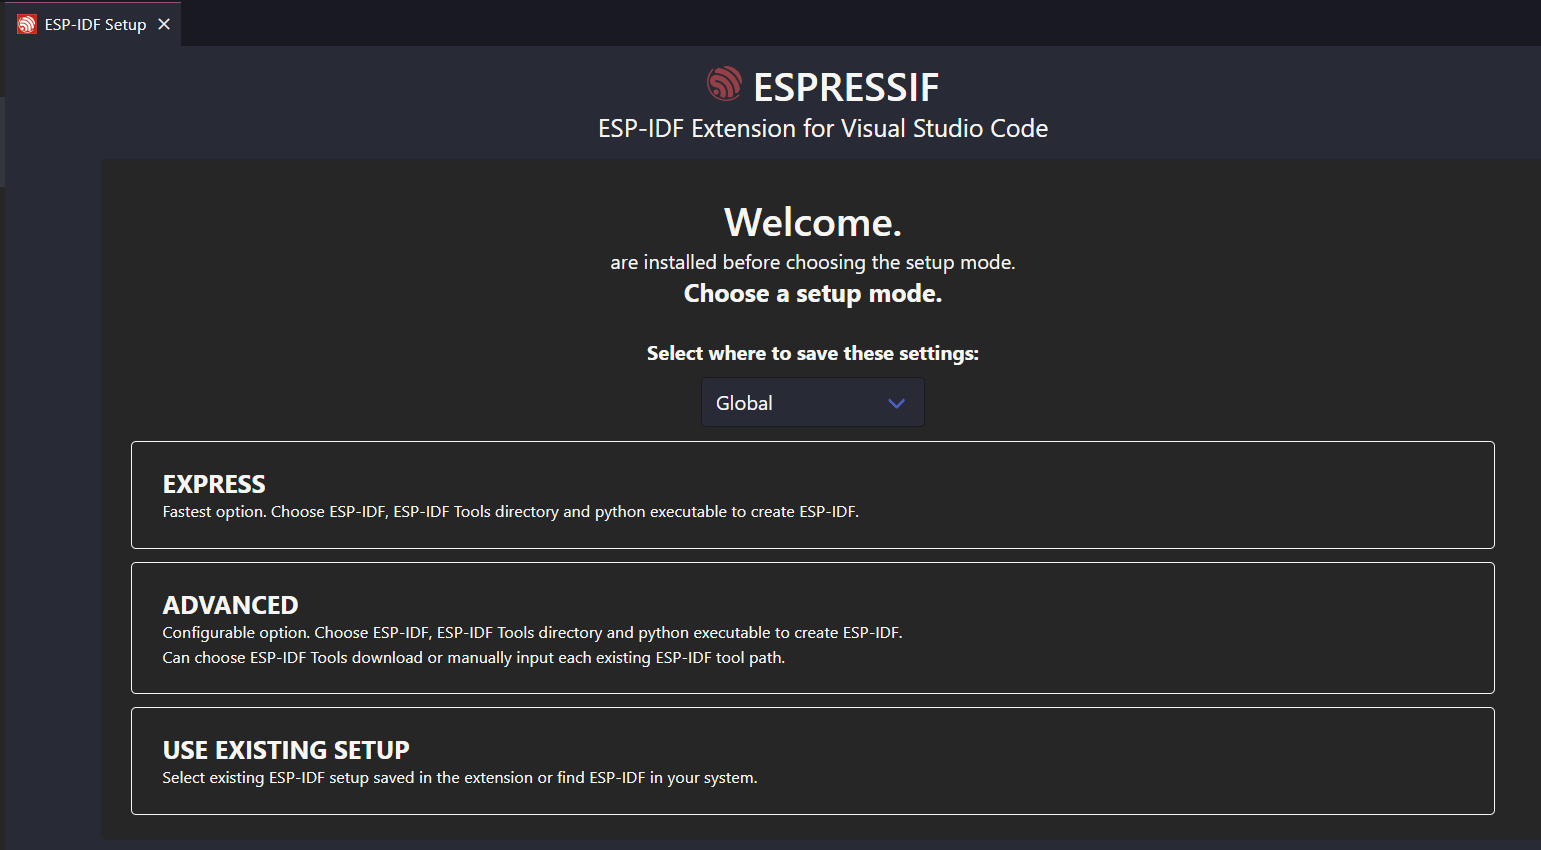 ESP-IDF Setup
ESPRESSIF
ESP-IDF Extension for Visual Studio Code
Welcome.
are installed before choosing the setup mode.
Choose a setup mode.
Select where to save these settings:
Global
EXPRESS
Fastest option. Choose ESP-IDF, ESP-IDF Tools directory and python executable to create ESP-IDF.
ADVANCED
Configurable option. Choose ESP-IDF, ESP-IDF Tools directory and python executable to create ESP-IDF.
Can choose ESP-IDF Tools download or manually input each existing ESP-IDF tool path.
USE EXISTING SETUP
Select existing ESP-IDF setup saved in the extension or find ESP-IDF in your system.